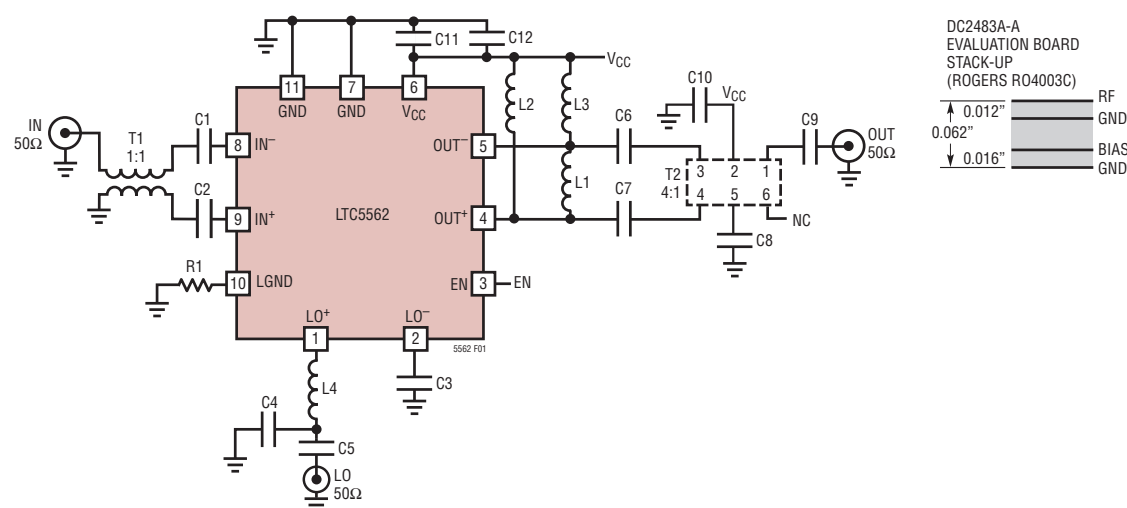 C11
C12
VCC
11
GND
7
GND
6
VCC
L2
L3
C10
VCC
C9
OUT
50Ω
IN
50Ω
T1
1:1
C1
8
IN–
OUT–
5
C6
T2
4:1
3
2
1
4
5
6
NC
L1
C7
C8
C2
9
IN+
LTC5562
OUT+
4
R1
10
LGND
EN
3
EN
LO+
1
LO–
2
5562 F01
L4
C3
C4
C5
LO
50Ω
DC2483A-A
EVALUATION BOARD
STACK-UP
(ROGERS RO4003C)
RF
0.012”
GND
0.062”
BIAS
0.016”
GND